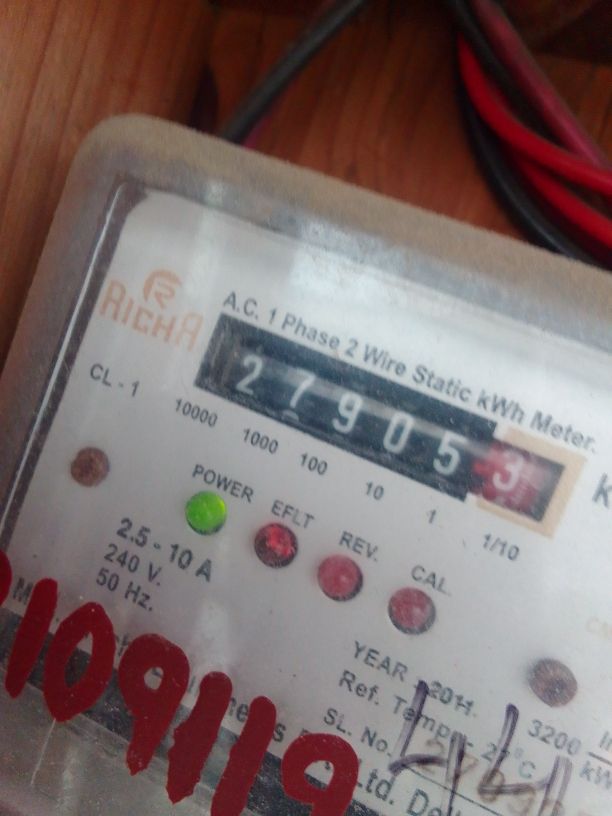 RICHA
A.C. 1 Phase 2 Wire Static kWh Meter.
279053
CL - 1
10000 1000 100 10 1 1/10
POWER EFLT REV. CAL.
2.5 - 10 A
240 V.
50 Hz.
109119
YEAR - 2011.
Ref. Temp. - 27°C
3200
SL. No.
Ltd.